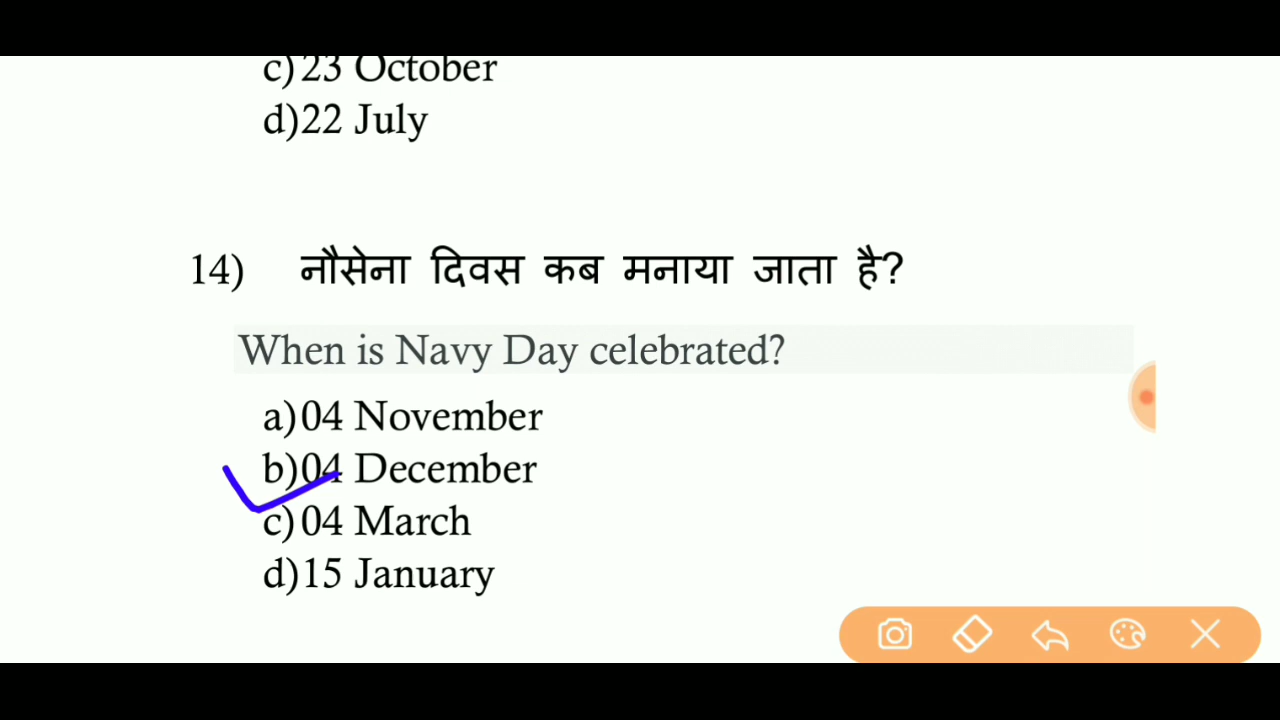 c) 23 October
d) 22 July
14) नौसेना दिवस कब मनाया जाता है?
When is Navy Day celebrated?
a) 04 November
b) 04 December
c) 04 March
d) 15 January